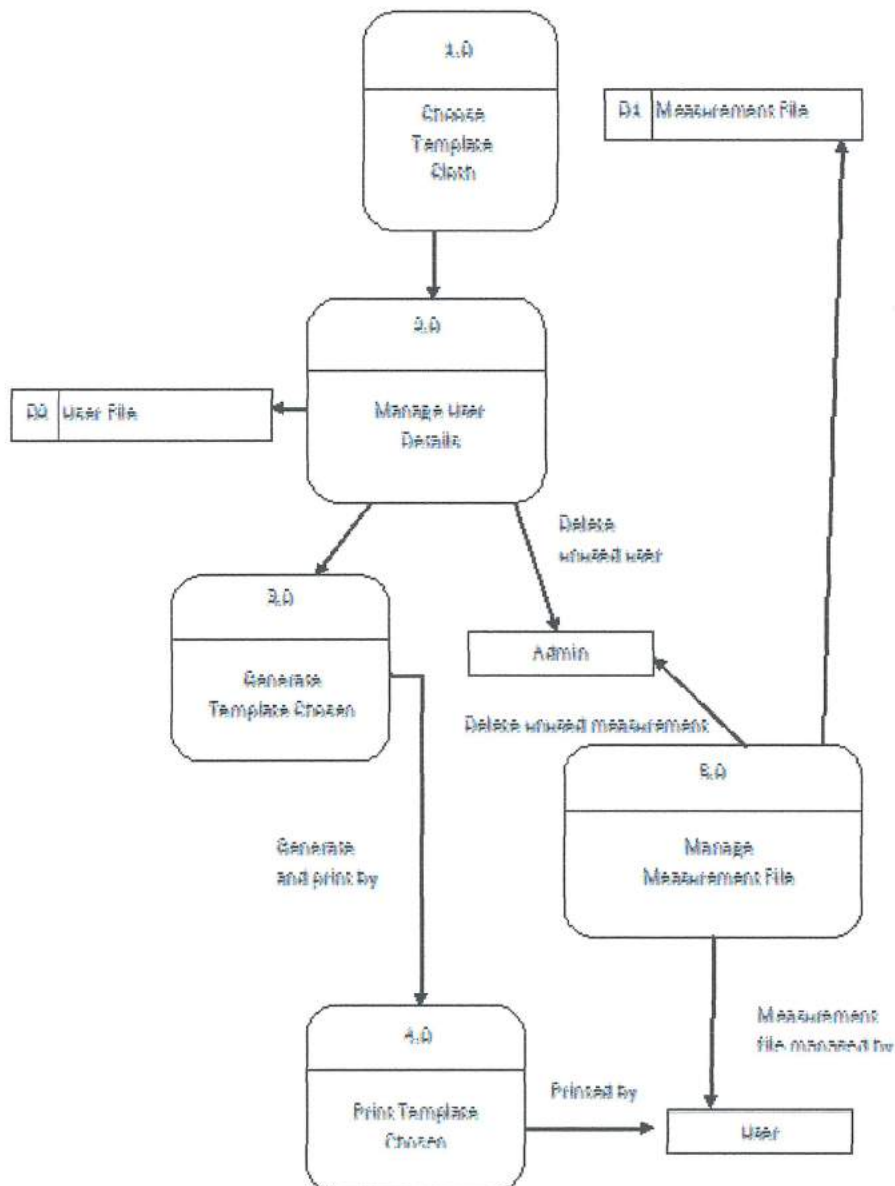 1.0
Choose
Template
Cloth
D1 Measurement File
2.0
Manage User
Details
D2 User File
Delete
unused user
3.0
Generate
Template Chosen
Admin
Delete unused measurement
5.0
Manage
Measurement File
Generate
and print by
4.0
Print Template
Chosen
Printed by
Measurement
file managed by
User